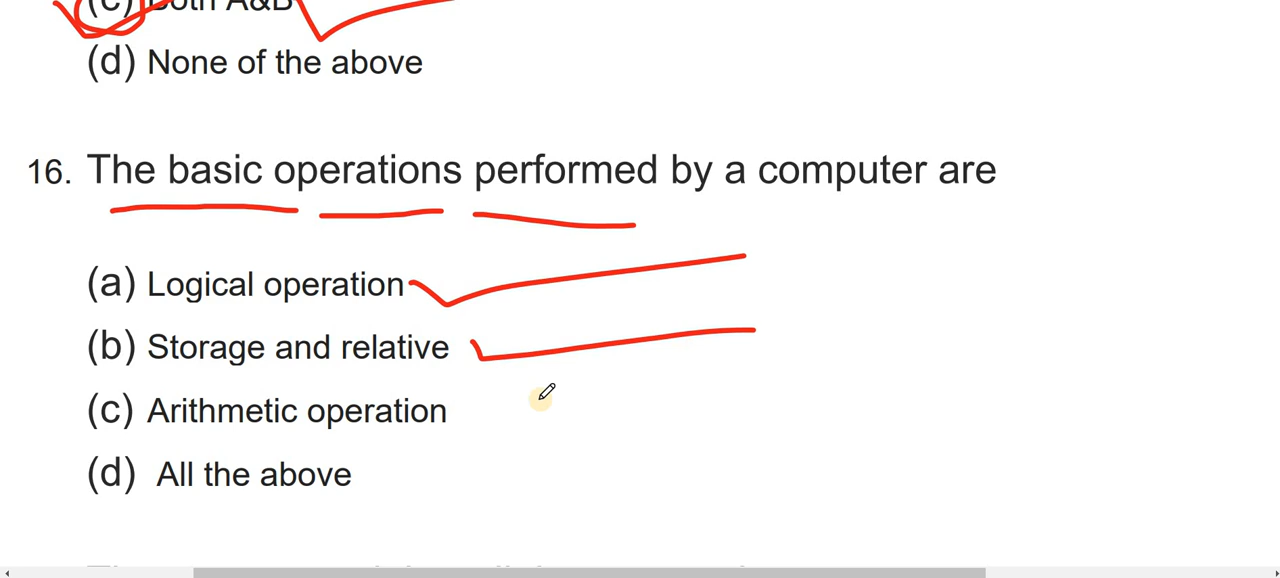 (c) Both A&B
(d) None of the above
16. The basic operations performed by a computer are
(a) Logical operation
(b) Storage and relative
(c) Arithmetic operation
(d) All the above